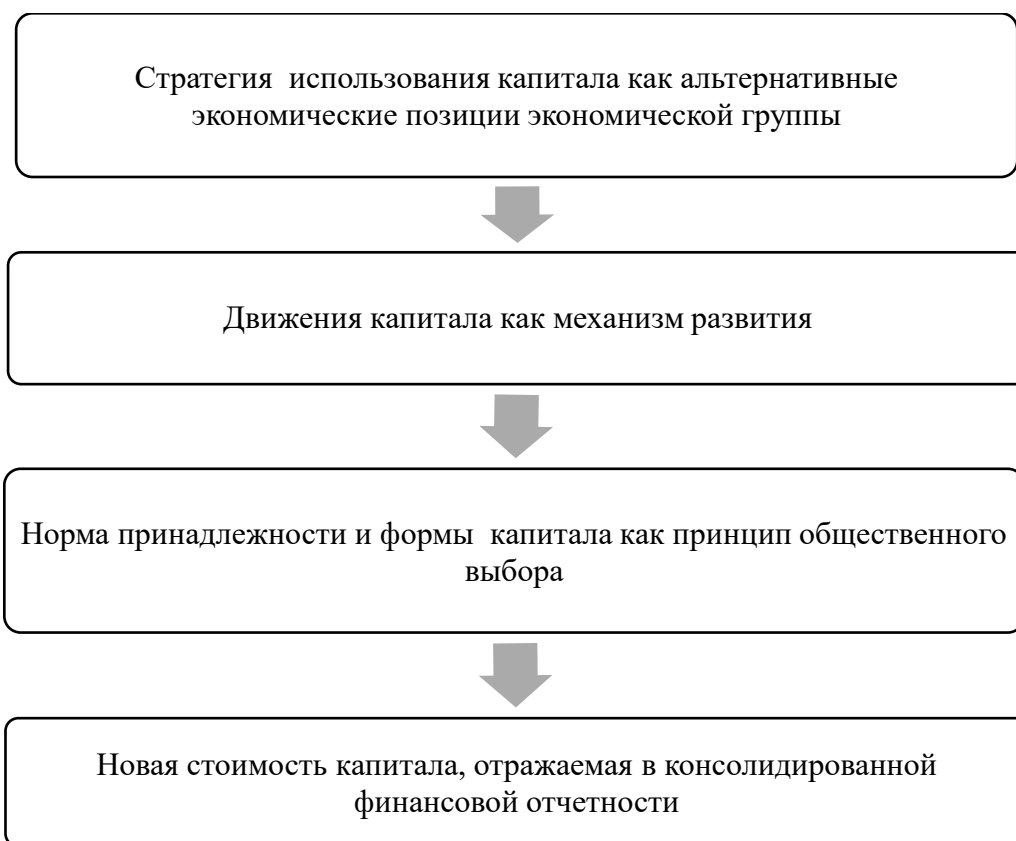 Стратегия  использования капитала как альтернативные
экономические позиции экономической группы
Движения капитала как механизм развития
Норма принадлежности и формы  капитала как принцип общественного
выбора
Новая стоимость капитала, отражаемая в консолидированной
финансовой отчетности